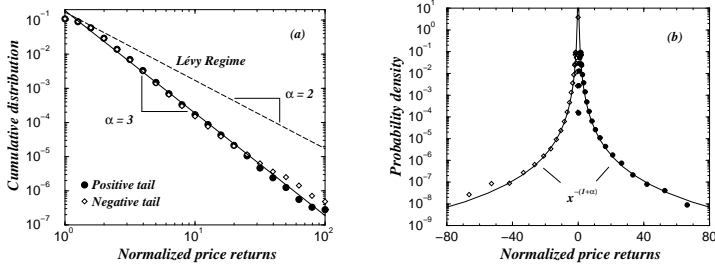 10^-1
10^-2
10^-3
10^-4
10^-5
10^-6
10^-7
10^0
10^1
10^2
Cumulative distribution
Normalized price returns
(a)
Lévy Regime
α = 2
α = 3
Positive tail
Negative tail
10^1
10^0
10^-1
10^-2
10^-3
10^-4
10^-5
10^-6
10^-7
10^-8
10^-9
-80
-40
0
40
80
Probability density
Normalized price returns
(b)
x^-(1+α)